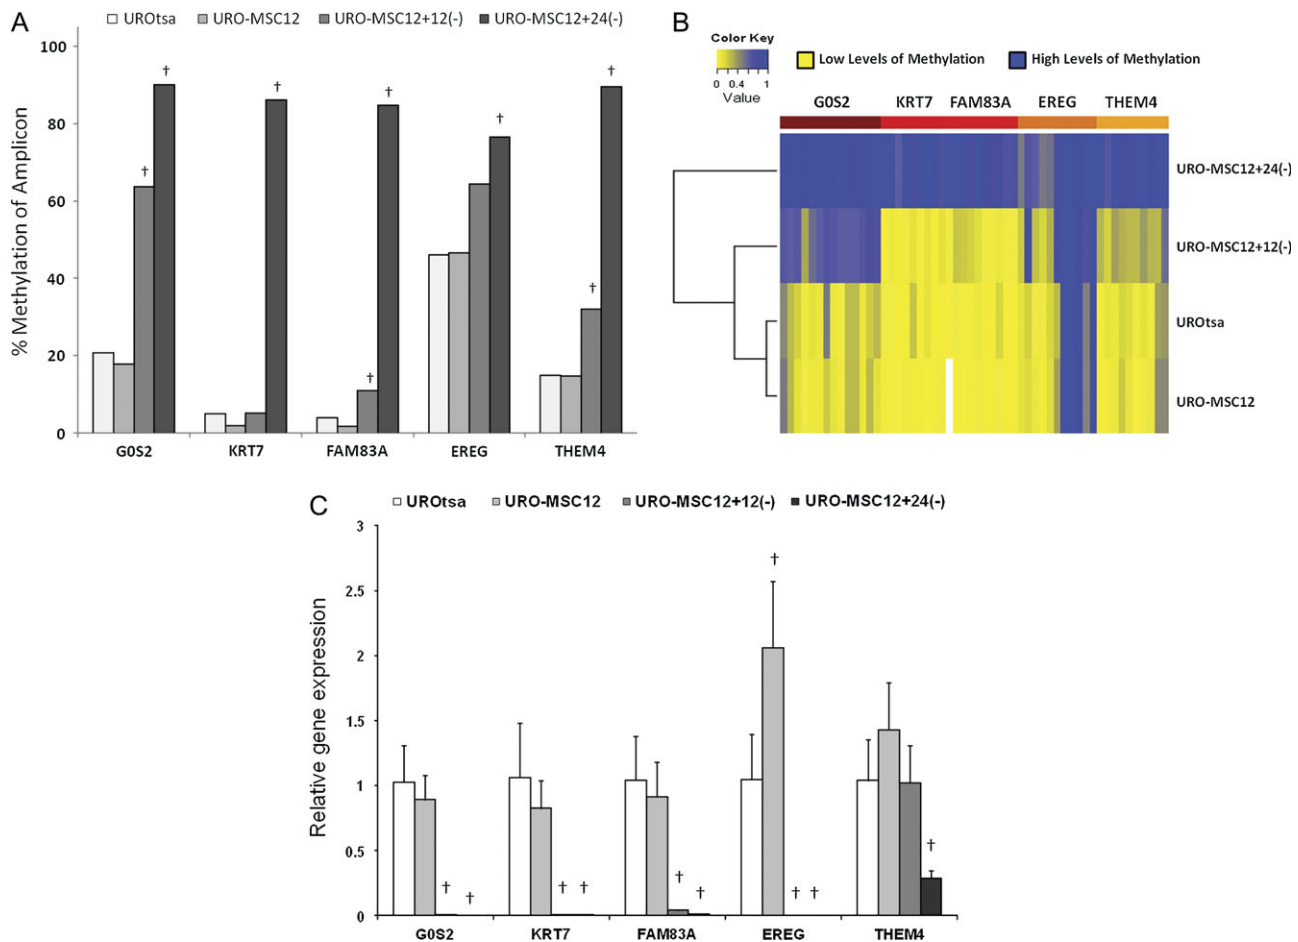 A
UROtsa URO-MSC12 URO-MSC12+12(-) URO-MSC12+24(-)
% Methylation of Amplicon
100
80
60
40
20
0
† † † † † † † †
G0S2 KRT7 FAM83A EREG THEM4
B
Color Key
0 0.4 1
Value
Low Levels of Methylation High Levels of Methylation
G0S2 KRT7 FAM83A EREG THEM4
URO-MSC12+24(-)
URO-MSC12+12(-)
UROtsa
URO-MSC12
C
UROtsa URO-MSC12 URO-MSC12+12(-) URO-MSC12+24(-)
Relative gene expression
3
2.5
2
1.5
1
0.5
0
† † † † † † † † † †
G0S2 KRT7 FAM83A EREG THEM4